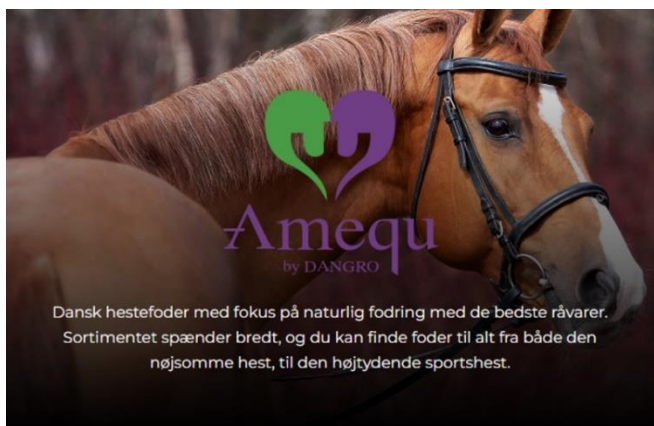 Amequ
by DANGRO
Dansk hestefoder med fokus på naturlig fodring med de bedste råvarer.
Sortimentet spænder bredt, og du kan finde foder til alt fra både den
nøjsomme hest, til den højtydende sportshest.